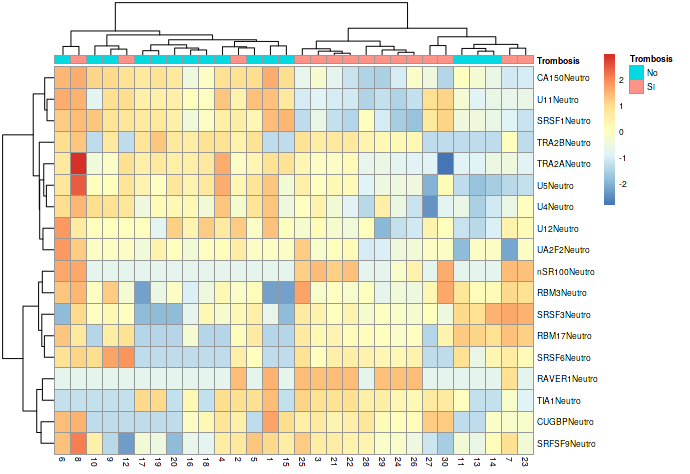 Trombosis
CA150Neutro
U11Neutro
SRSF1Neutro
TRA2BNeutro
TRA2ANeutro
U5Neutro
U4Neutro
U12Neutro
UA2F2Neutro
nSR100Neutro
RBM3Neutro
SRSF3Neutro
RBM17Neutro
SRSF6Neutro
RAVER1Neutro
TIA1Neutro
CUGBPNeutro
SRFSF9Neutro
6 8 10 9 12 17 19 20 16 18 4 2 5 1 15 25 3 21 22 28 29 24 26 27 30 11 13 14 7 23
2
1
0
-1
-2
Trombosis
No
SI